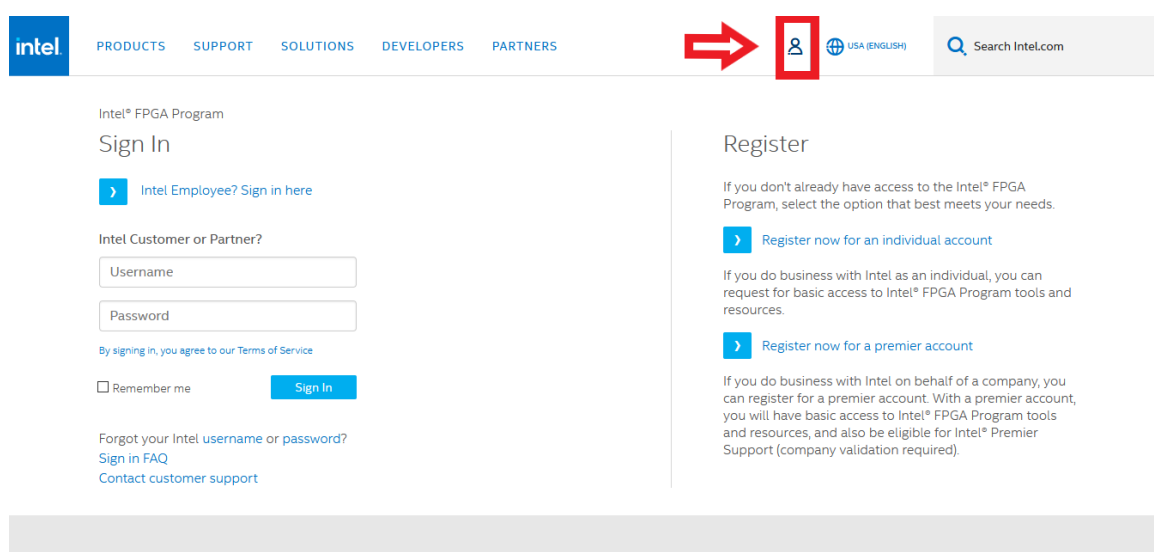 intel.
PRODUCTS SUPPORT SOLUTIONS DEVELOPERS PARTNERS
USA (ENGLISH)
Search Intel.com
Intel® FPGA Program
Sign In
Intel Employee? Sign in here
Intel Customer or Partner?
Username
Password
By signing in, you agree to our Terms of Service
Remember me
Sign In
Forgot your Intel username or password?
Sign in FAQ
Contact customer support
Register
If you don't already have access to the Intel® FPGA
Program, select the option that best meets your needs.
Register now for an individual account
If you do business with Intel as an individual, you can
request for basic access to Intel® FPGA Program tools and
resources.
Register now for a premier account
If you do business with Intel on behalf of a company, you
can register for a premier account. With a premier account,
you will have basic access to Intel® FPGA Program tools
and resources, and also be eligible for Intel® Premier
Support (company validation required).